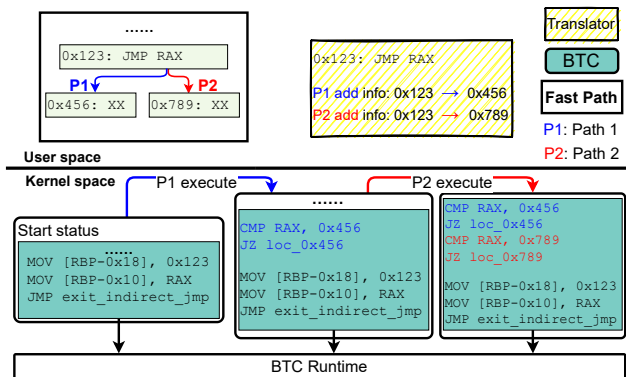 ......
0x123: JMP RAX
P1
P2
0x456: XX
0x789: XX
User space
0x123: JMP RAX
P1 add info: 0x123 → 0x456
P2 add info: 0x123 → 0x789
Translator
BTC
Fast Path
P1: Path 1
P2: Path 2
Kernel space
P1 execute
P2 execute
Start status
......
MOV [RBP-0x18], 0x123
MOV [RBP-0x10], RAX
JMP exit_indirect_jmp
......
CMP RAX, 0x456
JZ loc_0x456
MOV [RBP-0x18], 0x123
MOV [RBP-0x10], RAX
JMP exit_indirect_jmp
CMP RAX, 0x456
JZ loc_0x456
CMP RAX, 0x789
JZ loc_0x789
MOV [RBP-0x18], 0x123
MOV [RBP-0x10], RAX
JMP exit_indirect_jmp
BTC Runtime